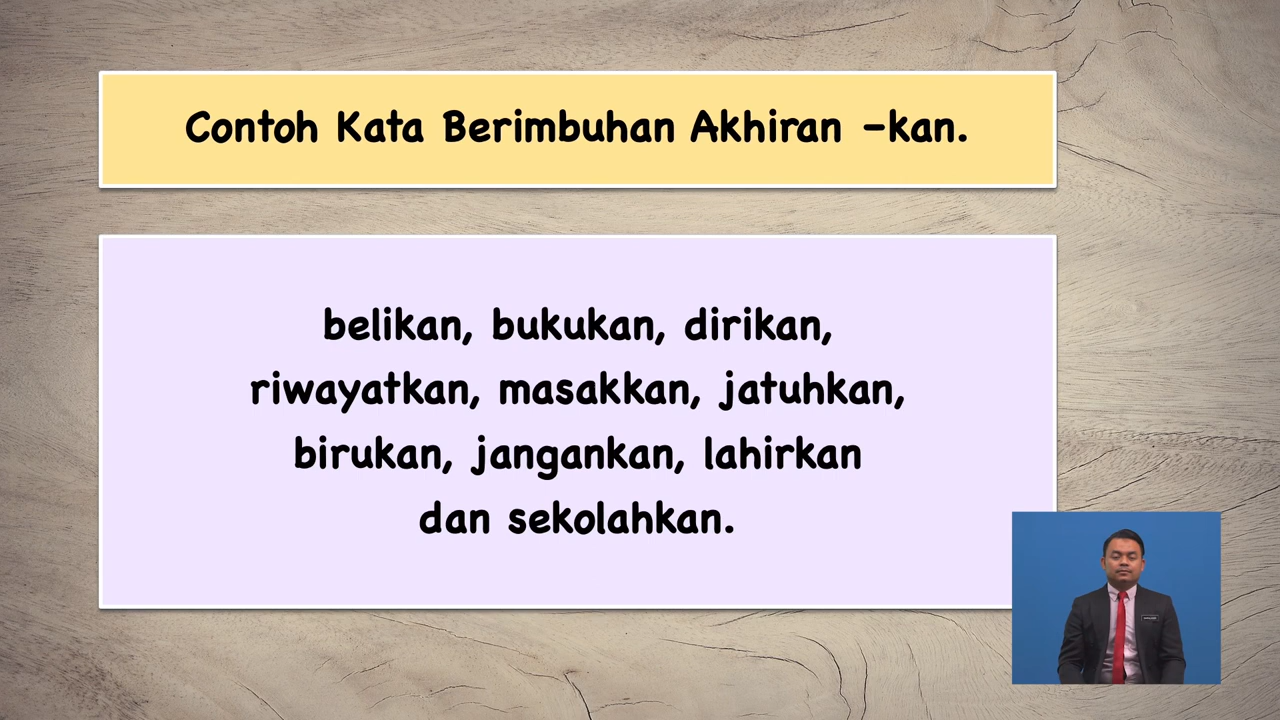 Contoh Kata Berimbuhan Akhiran –kan.
belikan, bukukan, dirikan,
riwayatkan, masakkan, jatuhkan,
birukan, jangankan, lahirkan
dan sekolahkan.